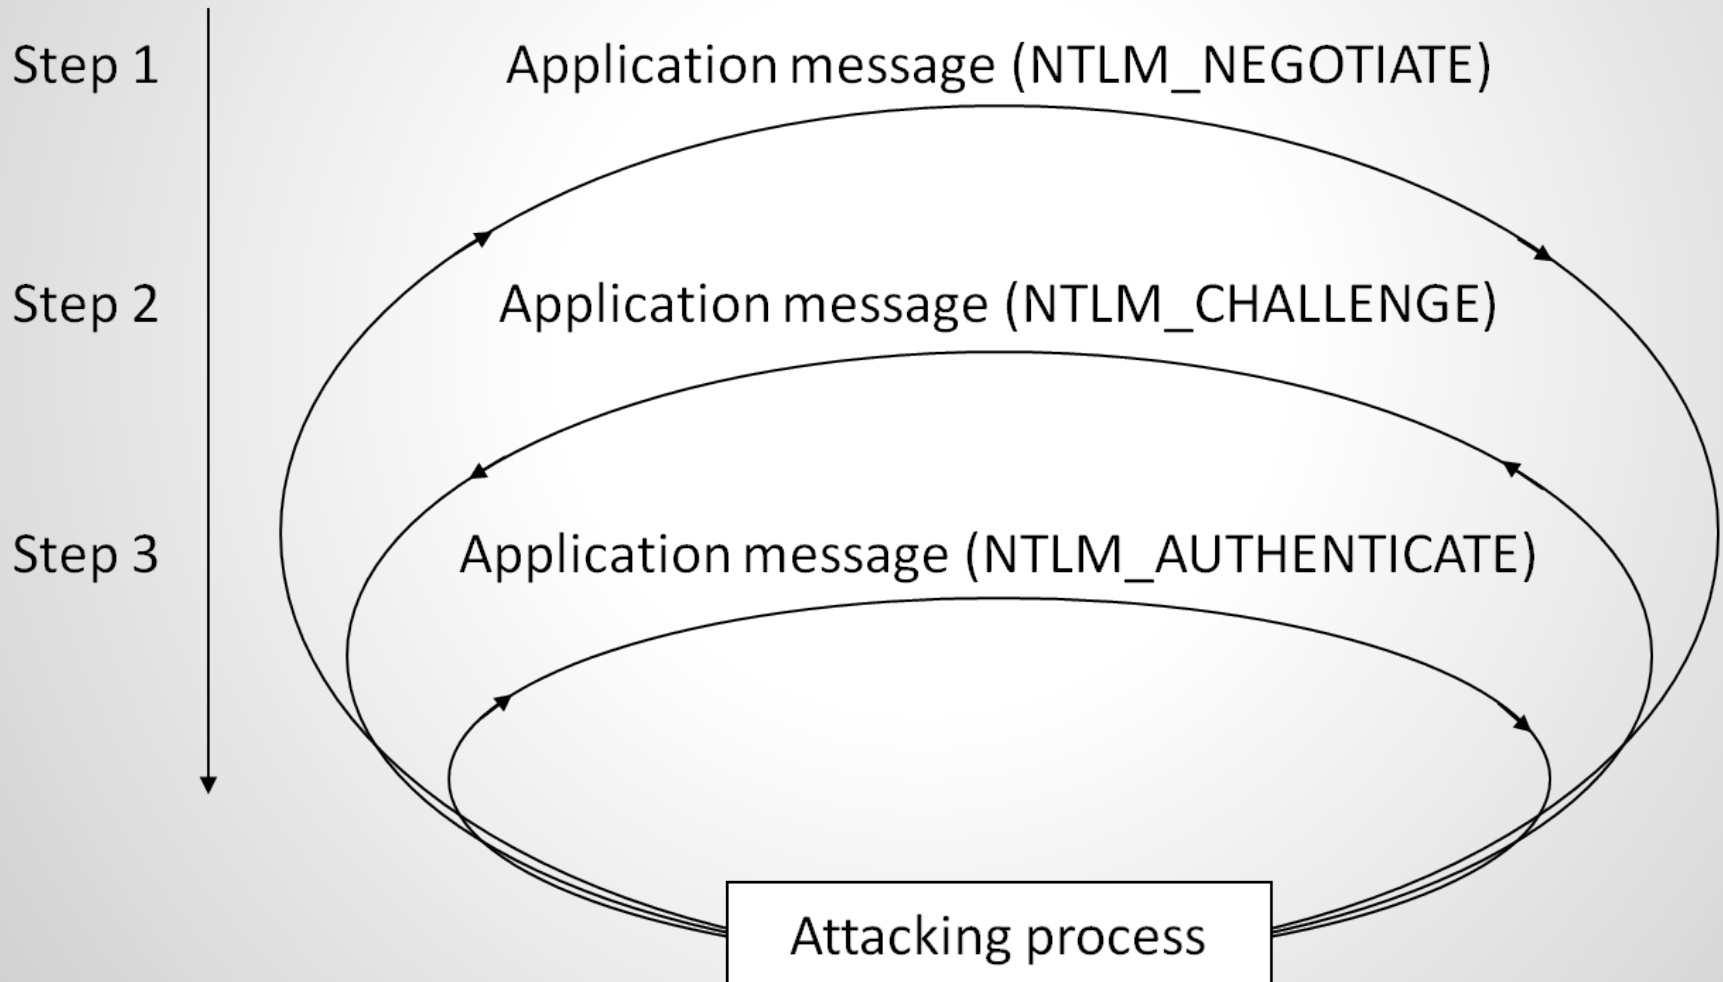 Step 1 Application message (NTLM_NEGOTIATE)
Step 2 Application message (NTLM_CHALLENGE)
Step 3 Application message (NTLM_AUTHENTICATE)
Attacking process